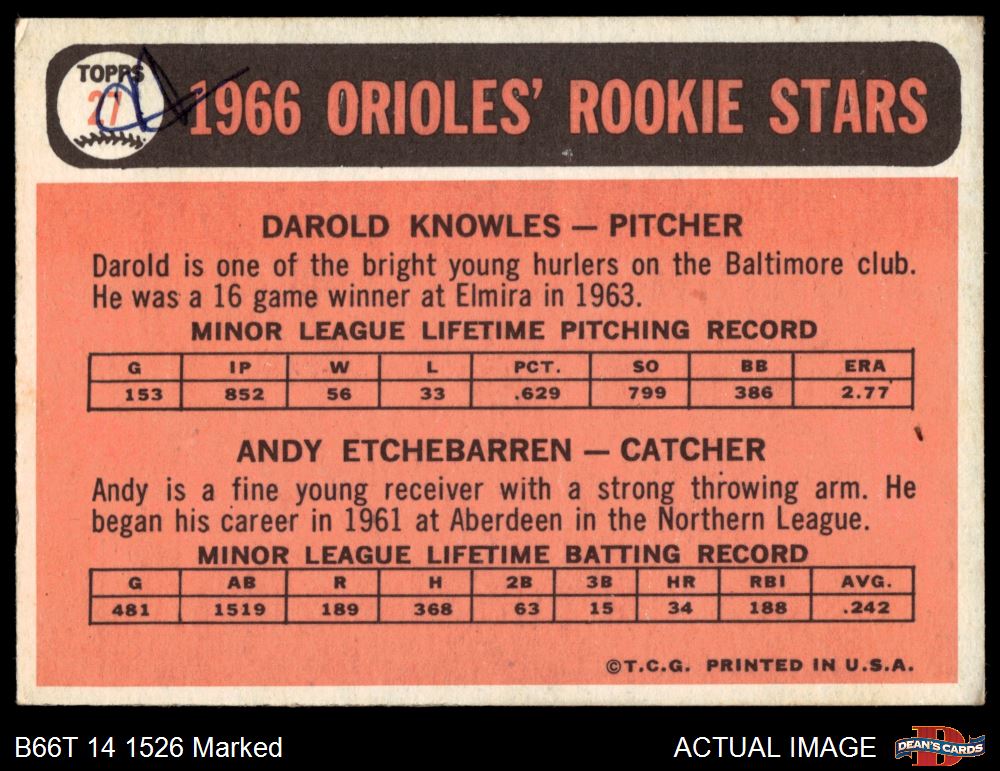 TOPPS
27
1966 ORIOLES' ROOKIE STARS
DAROLD KNOWLES — PITCHER
Darold is one of the bright young hurlers on the Baltimore club.
He was a 16 game winner at Elmira in 1963.
MINOR LEAGUE LIFETIME PITCHING RECORD
G IP W L PCT. SO BB ERA
153 852 56 33 .629 799 386 2.77
ANDY ETCHEBARREN — CATCHER
Andy is a fine young receiver with a strong throwing arm. He
began his career in 1961 at Aberdeen in the Northern League.
MINOR LEAGUE LIFETIME BATTING RECORD
G AB R H 2B 3B HR RBI AVG.
481 1519 189 368 63 15 34 188 .242
©T.C.G. PRINTED IN U.S.A.
B66T 14 1526 Marked
ACTUAL IMAGE
DEAN'S CARDS